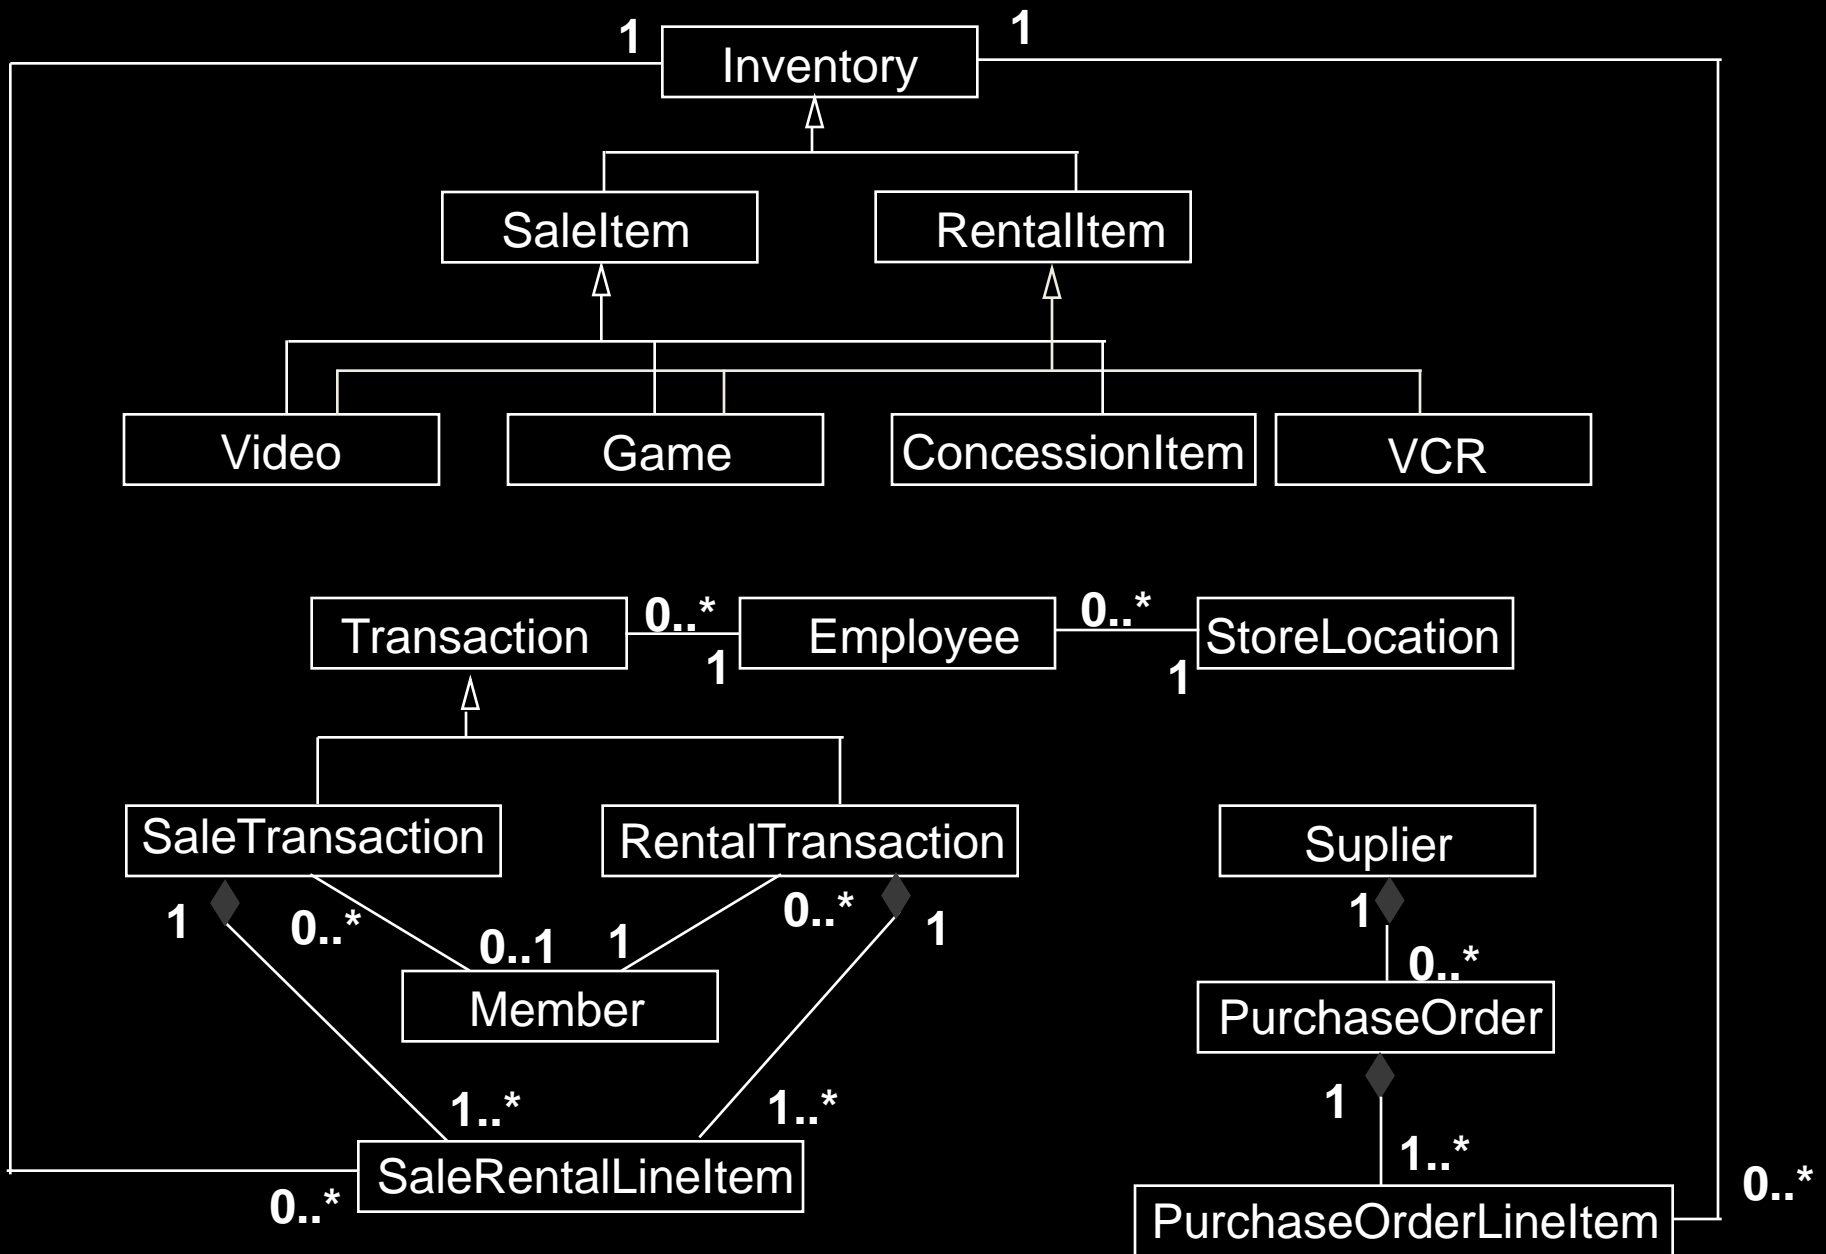 1
1
Inventory
SaleItem
RentalItem
Video
Game
ConcessionItem
VCR
Transaction
0..*
1
Employee
0..*
1
StoreLocation
SaleTransaction
RentalTransaction
Suplier
1
0..*
0..1
1
0..*
1
1
0..*
Member
PurchaseOrder
1..*
1..*
1
1..*
SaleRentalLineItem
0..*
PurchaseOrderLineItem
0..*